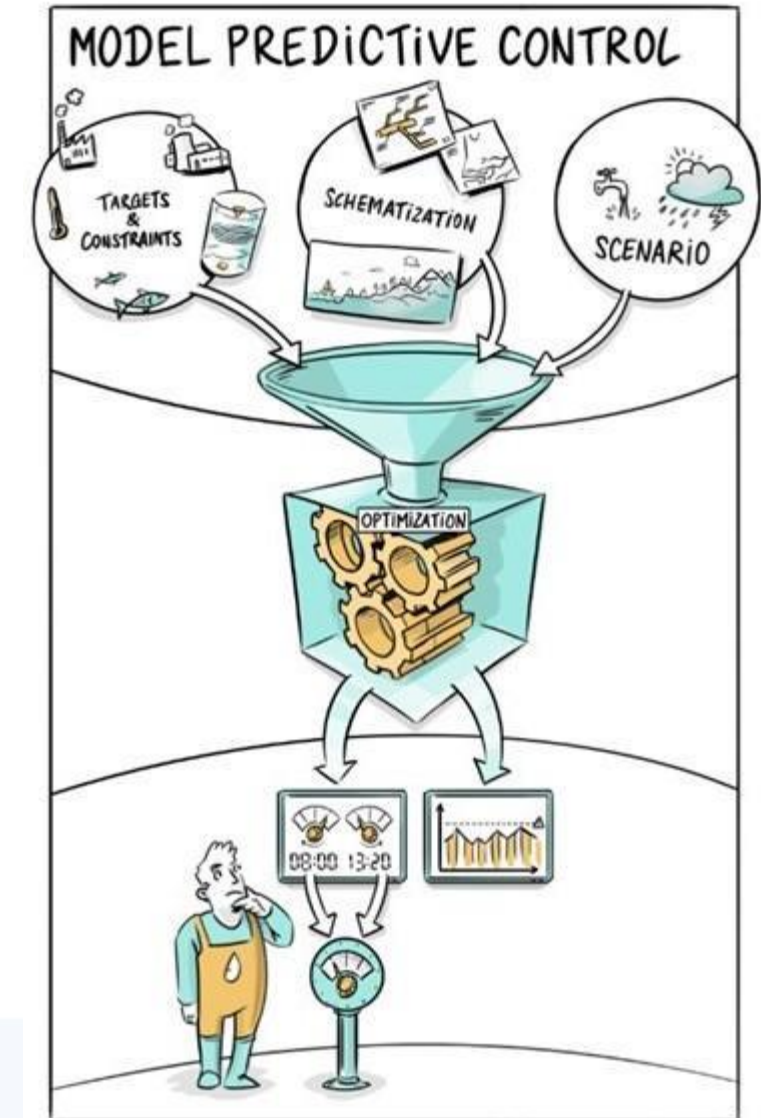 MODEL PREDiCTiVE CONTROL
TARGETS
&
CONSTRAINTS
SCHEMATIZATION
SCENARiO
OPTiMiZATiON
08:00 13:20